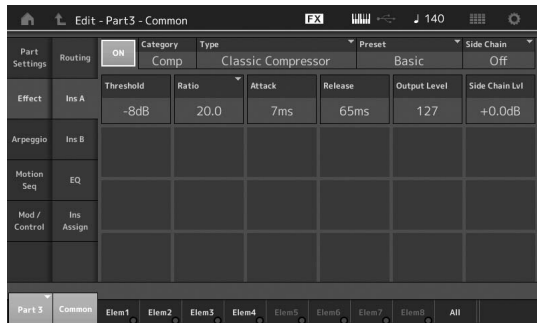 Edit - Part3 - Common
FX
♩ 140
Part Settings
Routing
ON
Category
Comp
Type
Classic Compressor
Preset
Basic
Side Chain
Off
Effect
Ins A
Threshold
-8dB
Ratio
20.0
Attack
7ms
Release
65ms
Output Level
127
Side Chain Lvl
+0.0dB
Arpeggio
Ins B
Motion Seq
EQ
Mod / Control
Ins Assign
Part 3
Common
Elem1
Elem2
Elem3
Elem4
Elem5
Elem6
Elem7
Elem8
All